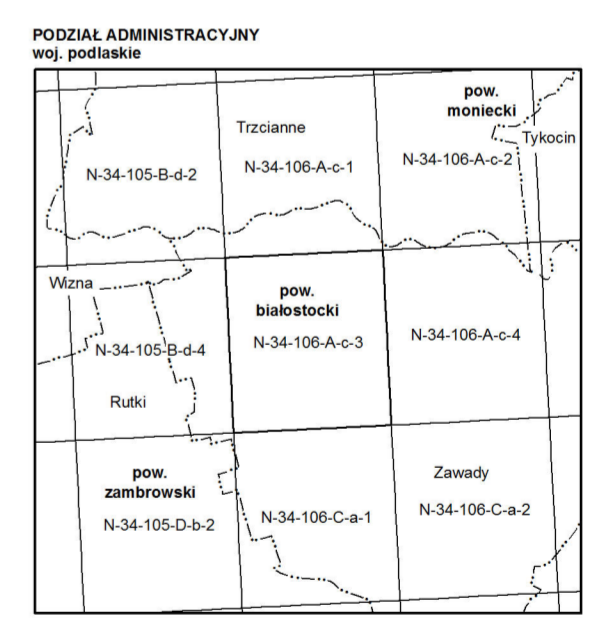 PODZIAŁ ADMINISTRACYJNY
woj. podlaskie
pow.
moniecki
Trzcianne
Tykocin
N-34-105-B-d-2
N-34-106-A-c-1
N-34-106-A-c-2
Wizna
pow.
białostocki
N-34-105-B-d-4
N-34-106-A-c-3
N-34-106-A-c-4
Rutki
pow.
zambrowski
Zawady
N-34-105-D-b-2
N-34-106-C-a-1
N-34-106-C-a-2